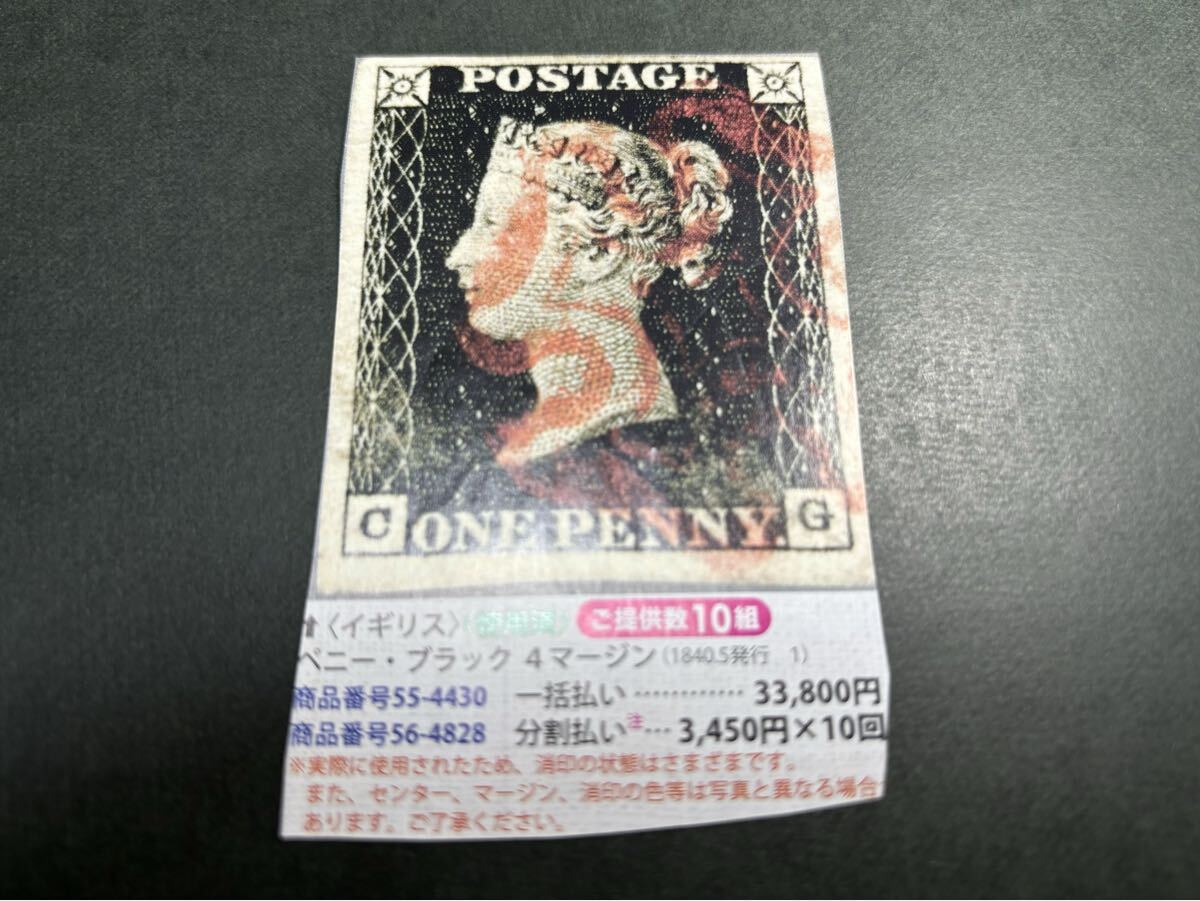 POSTAGE
C ONE PENNY. G
⬆〈イギリス〉 使用済 ご提供数10組
ペニー・ブラック 4マージン(1840.5発行 1)
商品番号55-4430 一括払い………… 33,800円
商品番号56-4828 分割払い注… 3,450円×10回
※実際に使用されたため、消印の状態はさまざまです。
また、センター、マージン、消印の色等は写真と異なる場合
あります。ご了承ください。